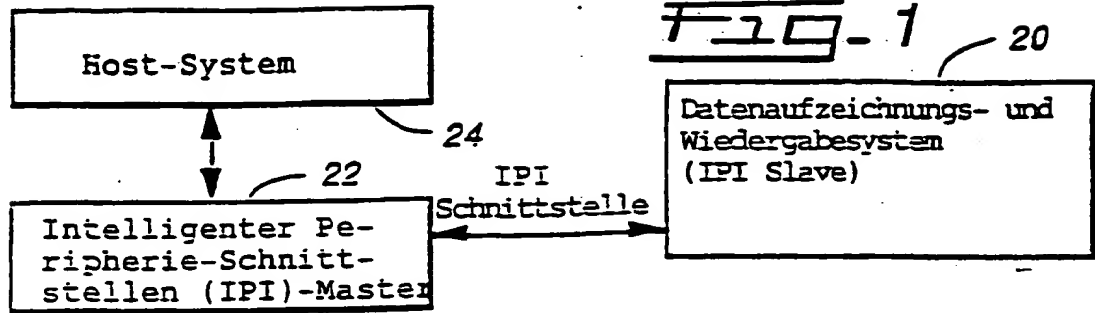 Fig. 1
Host-System
24
20
Datenaufzeichnungs- und
Wiedergabesystem
(IPI Slave)
22
IPI
Schnittstelle
Intelligenter Pe-
ripherie-Schnitt-
stellen (IPI)-Master